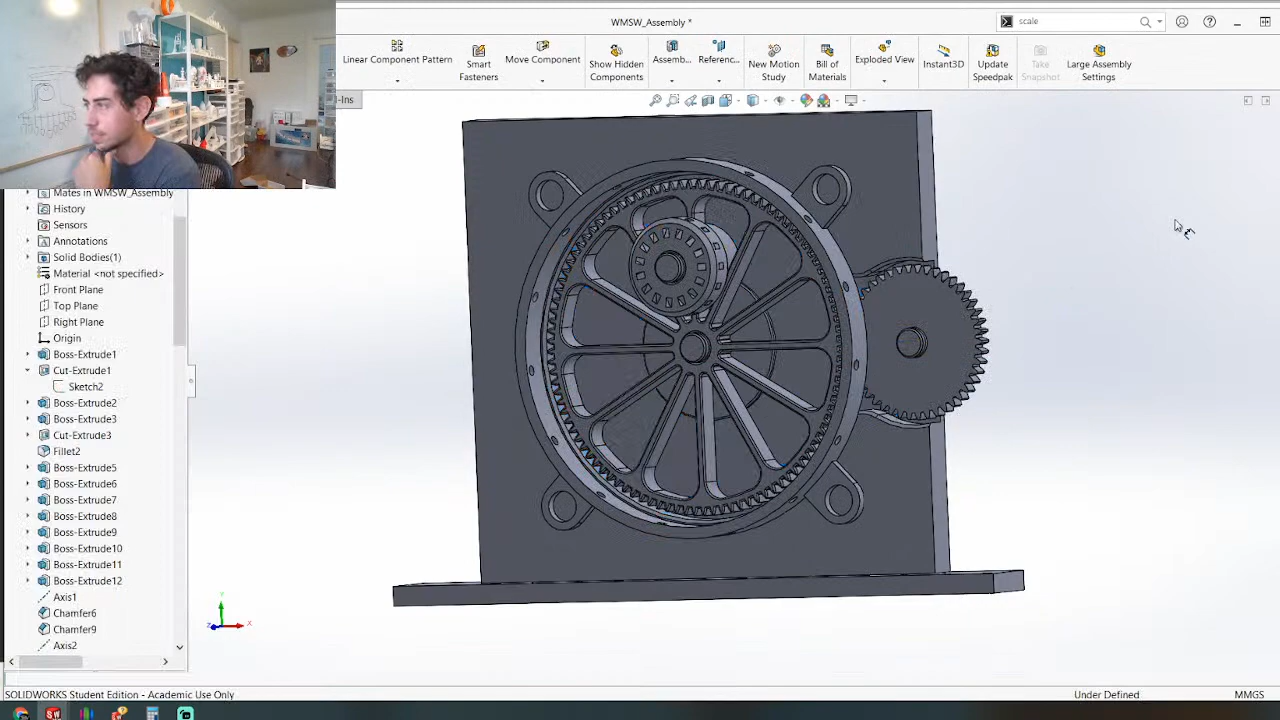 WMSW_Assembly *
scale
Linear Component Pattern
Smart
Fasteners
Move Component
Show Hidden
Components
Assemb...
Referenc...
New Motion
Study
Bill of
Materials
Exploded View
Instant3D
Update
Speedpak
Take
Snapshot
Large Assembly
Settings
l-Ins
Mates in WMSW_Assembly
History
Sensors
Annotations
Solid Bodies(1)
Material <not specified>
Front Plane
Top Plane
Right Plane
Origin
Boss-Extrude1
Cut-Extrude1
Sketch2
Boss-Extrude2
Boss-Extrude3
Cut-Extrude3
Fillet2
Boss-Extrude5
Boss-Extrude6
Boss-Extrude7
Boss-Extrude8
Boss-Extrude9
Boss-Extrude10
Boss-Extrude11
Boss-Extrude12
Axis1
Chamfer6
Chamfer9
Axis2
Y
Z
X
SOLIDWORKS Student Edition - Academic Use Only
Under Defined
MMGS